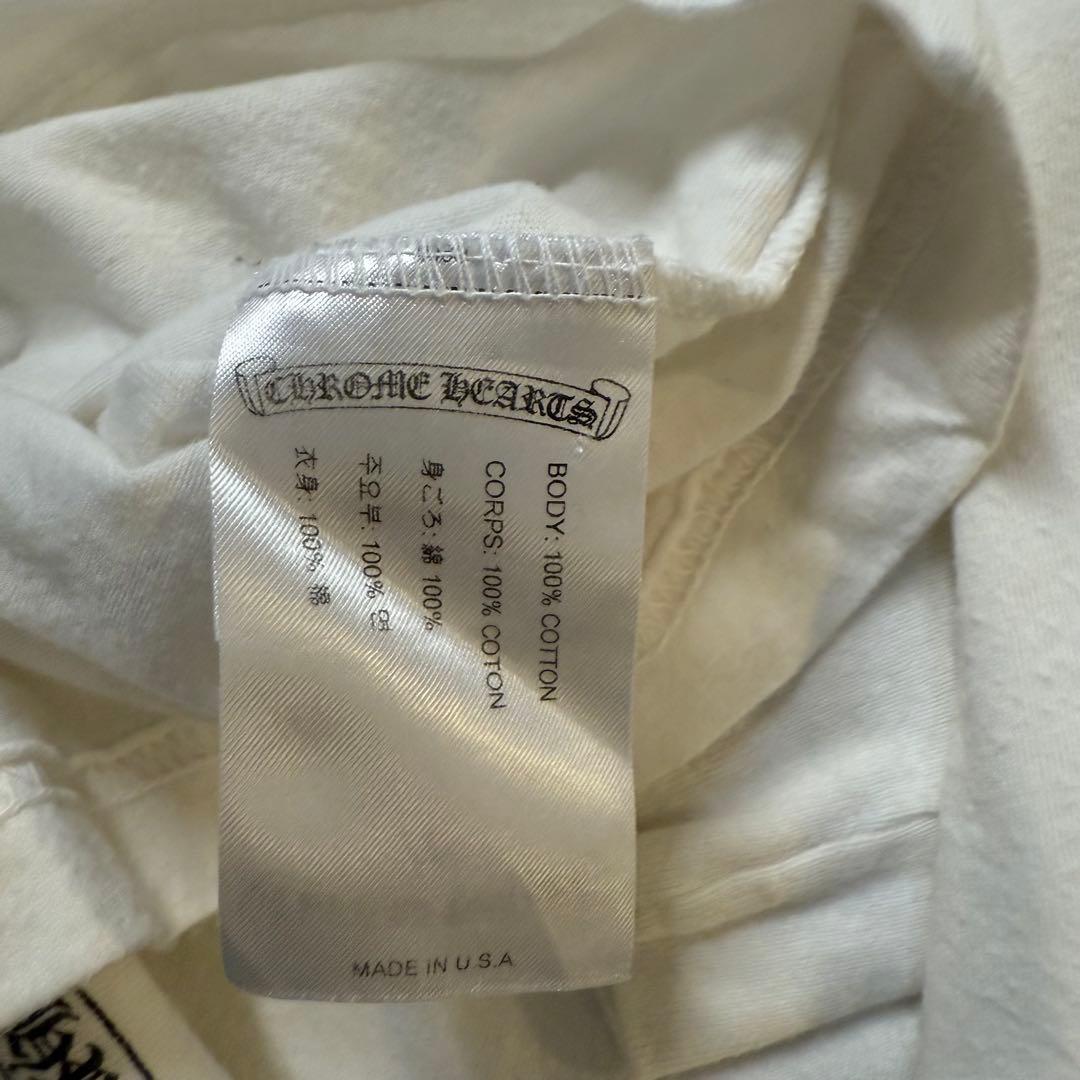 CHROME HEARTS
BODY: 100% COTTON
CORPS: 100% COTON
身ごろ: 綿 100%
주요부: 100% 면
衣身: 100% 綿
MADE IN U.S.A